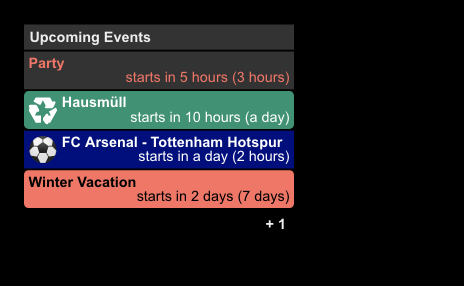 Upcoming Events
Party
starts in 5 hours (3 hours)
Hausmüll
starts in 10 hours (a day)
FC Arsenal - Tottenham Hotspur
starts in a day (2 hours)
Winter Vacation
starts in 2 days (7 days)
+ 1